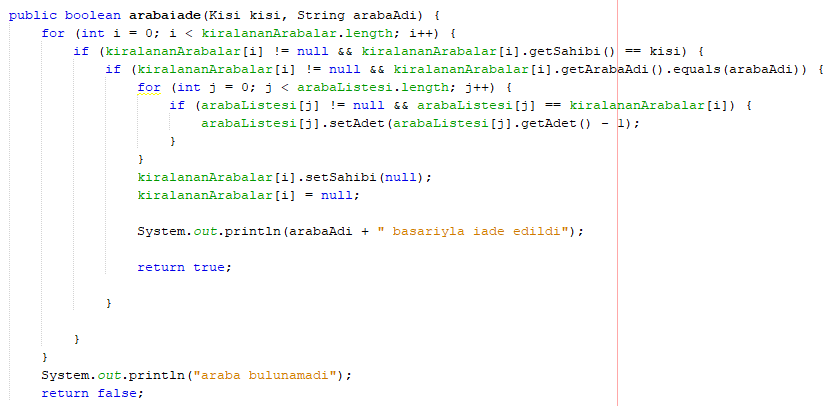 public boolean arabaiade(Kisi kisi, String arabaAdi) {
for (int i = 0; i < kiralananArabalar.length; i++) {
if (kiralananArabalar[i] != null && kiralananArabalar[i].getSahibi() == kisi) {
if (kiralananArabalar[i] != null && kiralananArabalar[i].getArabaAdi().equals(arabaAdi)) {
for (int j = 0; j < arabaListesi.length; j++) {
if (arabaListesi[j] != null && arabaListesi[j] == kiralananArabalar[i]) {
arabaListesi[j].setAdet(arabaListesi[j].getAdet() - 1);
}
}
kiralananArabalar[i].setSahibi(null);
kiralananArabalar[i] = null;
System.out.println(arabaAdi + " basariyla iade edildi");
return true;
}
}
}
System.out.println("araba bulunamadi");
return false;